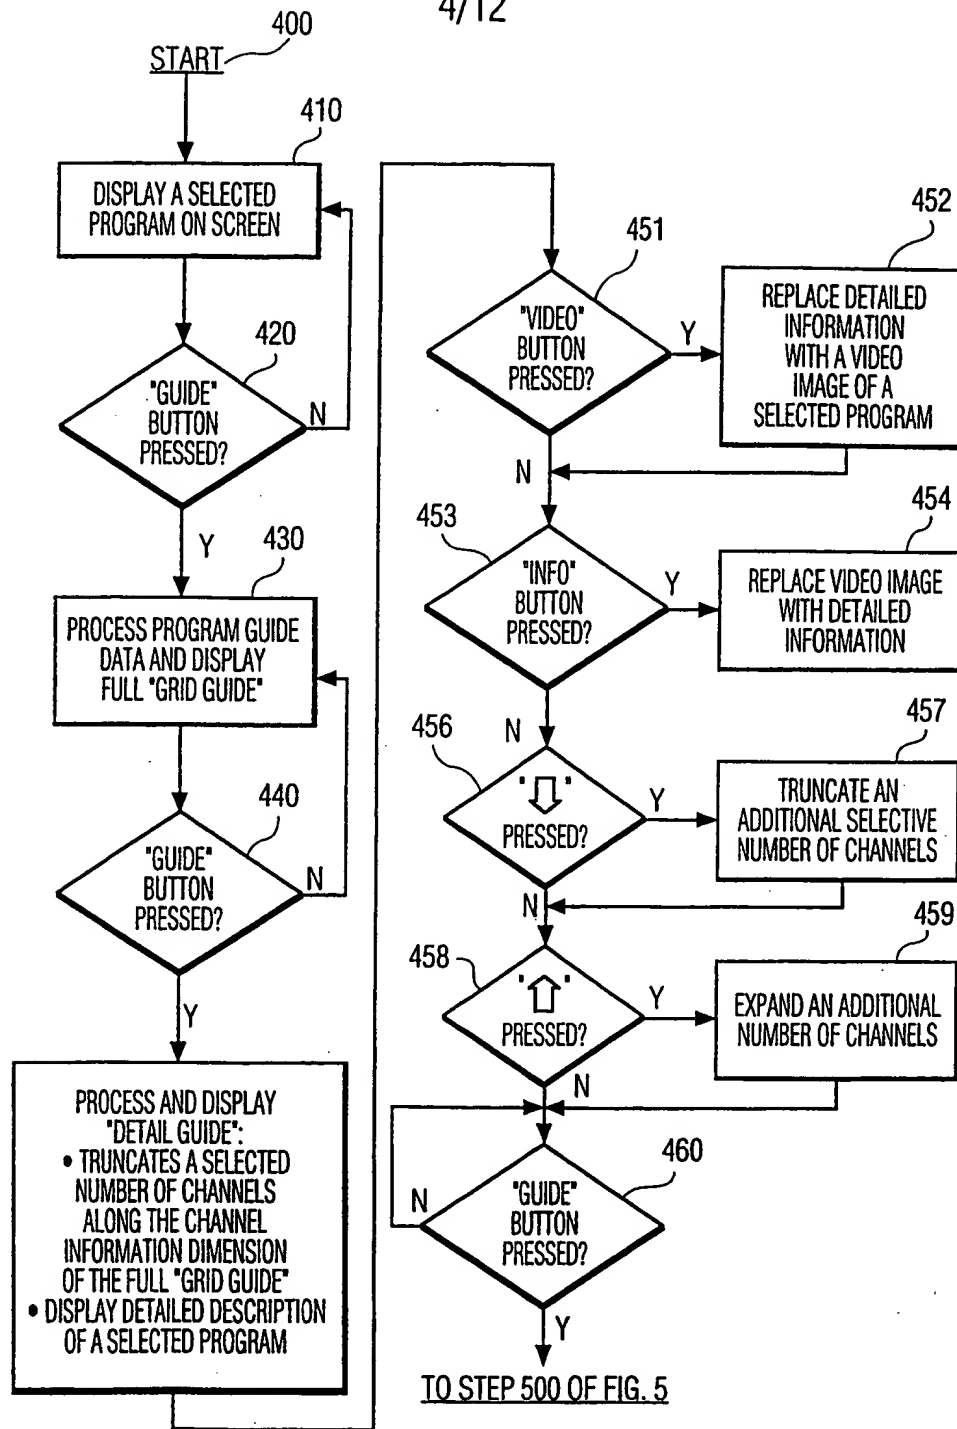 4/12
START
400
410
DISPLAY A SELECTED
PROGRAM ON SCREEN
420
"GUIDE"
BUTTON
PRESSED?
N
Y
430
PROCESS PROGRAM GUIDE
DATA AND DISPLAY
FULL "GRID GUIDE"
440
"GUIDE"
BUTTON
PRESSED?
N
Y
PROCESS AND DISPLAY
"DETAIL GUIDE":
• TRUNCATES A SELECTED
NUMBER OF CHANNELS
ALONG THE CHANNEL
INFORMATION DIMENSION
OF THE FULL "GRID GUIDE"
• DISPLAY DETAILED DESCRIPTION
OF A SELECTED PROGRAM
451
"VIDEO"
BUTTON
PRESSED?
Y
N
452
REPLACE DETAILED
INFORMATION
WITH A VIDEO
IMAGE OF A
SELECTED PROGRAM
453
"INFO"
BUTTON
PRESSED?
Y
N
454
REPLACE VIDEO IMAGE
WITH DETAILED
INFORMATION
456
"⇩"
PRESSED?
Y
N
457
TRUNCATE AN
ADDITIONAL SELECTIVE
NUMBER OF CHANNELS
458
"⇧"
PRESSED?
Y
N
459
EXPAND AN ADDITIONAL
NUMBER OF CHANNELS
460
"GUIDE"
BUTTON
PRESSED?
N
Y
TO STEP 500 OF FIG. 5